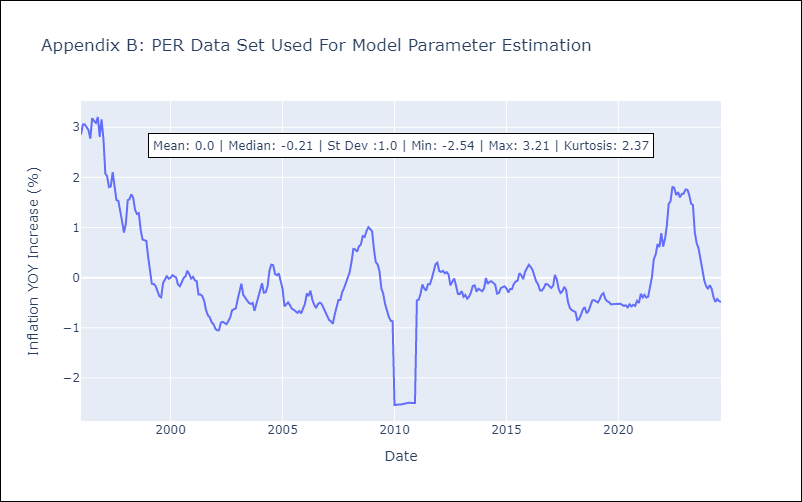 Appendix B: PER Data Set Used For Model Parameter Estimation
Mean: 0.0 | Median: -0.21 | St Dev :1.0 | Min: -2.54 | Max: 3.21 | Kurtosis: 2.37
Inflation YOY Increase (%)
3
2
1
0
−1
−2
2000
2005
2010
2015
2020
Date